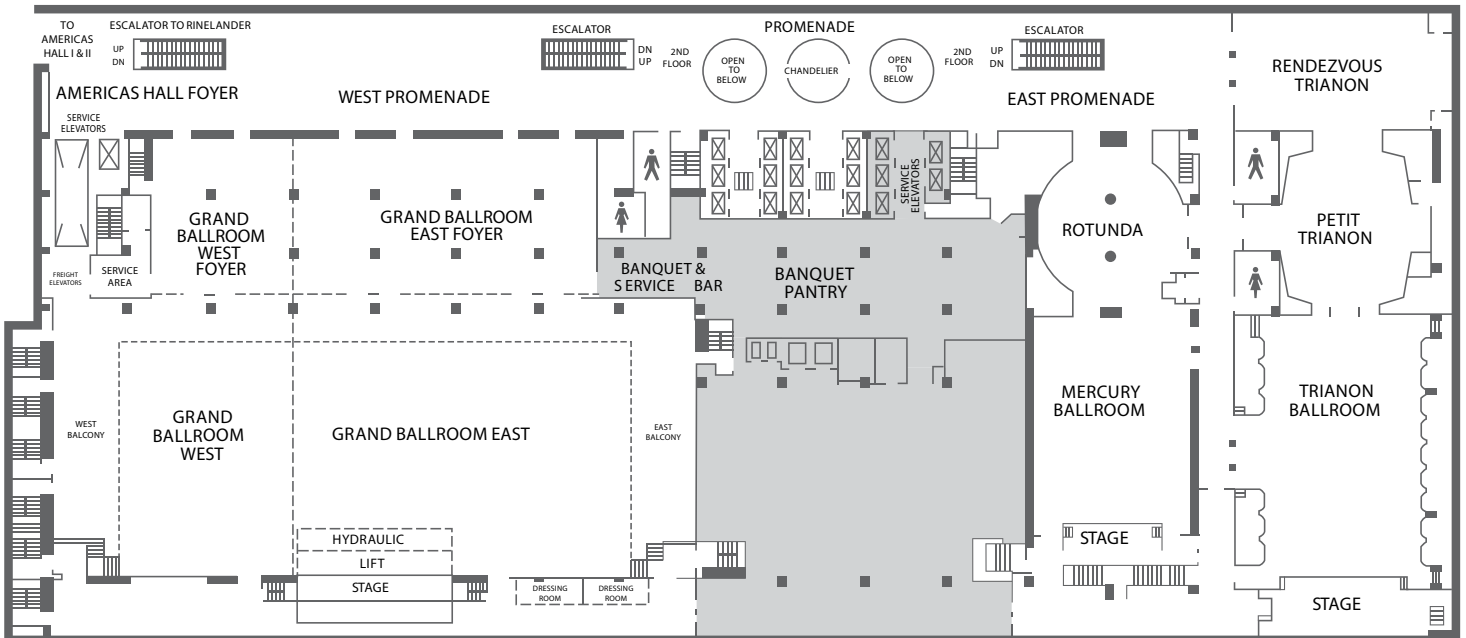 TO
AMERICAS
HALL I & II
ESCALATOR TO RINELANDER
UP
DN
ESCALATOR
DN
UP
2ND
FLOOR
PROMENADE
OPEN
TO
BELOW
CHANDELIER
OPEN
TO
BELOW
2ND
FLOOR
ESCALATOR
UP
DN
RENDEZVOUS
TRIANON
AMERICAS HALL FOYER
WEST PROMENADE
EAST PROMENADE
SERVICE
ELEVATORS
SERVICE
ELEVATORS
GRAND
BALLROOM
WEST
FOYER
GRAND BALLROOM
EAST FOYER
ROTUNDA
PETIT
TRIANON
FREIGHT
ELEVATORS
SERVICE
AREA
BANQUET &
S ERVICE BAR
BANQUET
PANTRY
MERCURY
BALLROOM
TRIANON
BALLROOM
WEST
BALCONY
GRAND
BALLROOM
WEST
GRAND BALLROOM EAST
EAST
BALCONY
HYDRAULIC
LIFT
STAGE
DRESSING
ROOM
DRESSING
ROOM
STAGE
STAGE